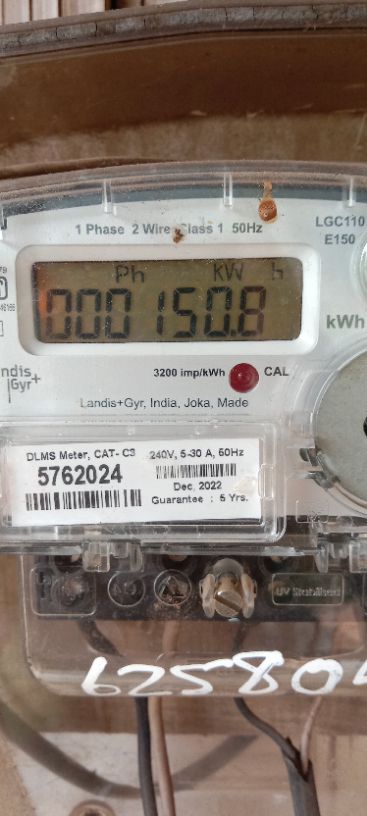 1 Phase 2 Wire Class 1 50Hz
LGC110
E150
Ph kW h
000150.8
kWh
3200 imp/kWh CAL
Landis+Gyr, India, Joka, Made
DLMS Meter, CAT- C3
5762024
240V, 5-30 A, 50Hz
Dec. 2022
Guarantee : 5 Yrs.
UV Stabilised